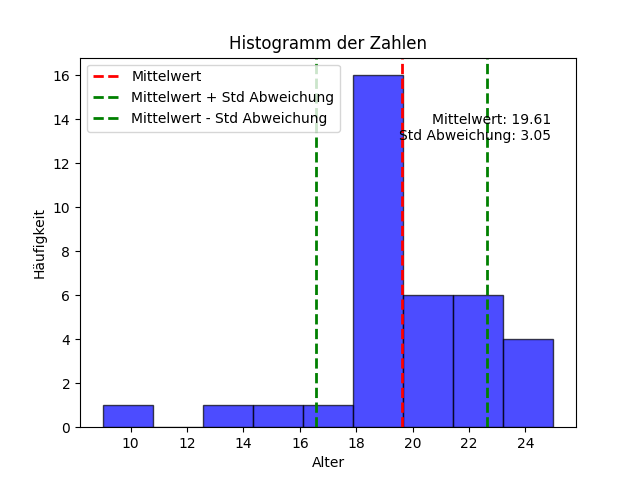 Histogramm der Zahlen
Mittelwert
Mittelwert + Std Abweichung
Mittelwert - Std Abweichung
Mittelwert: 19.61
Std Abweichung: 3.05
Häufigkeit
16
14
12
10
8
6
4
2
0
10 12 14 16 18 20 22 24
Alter